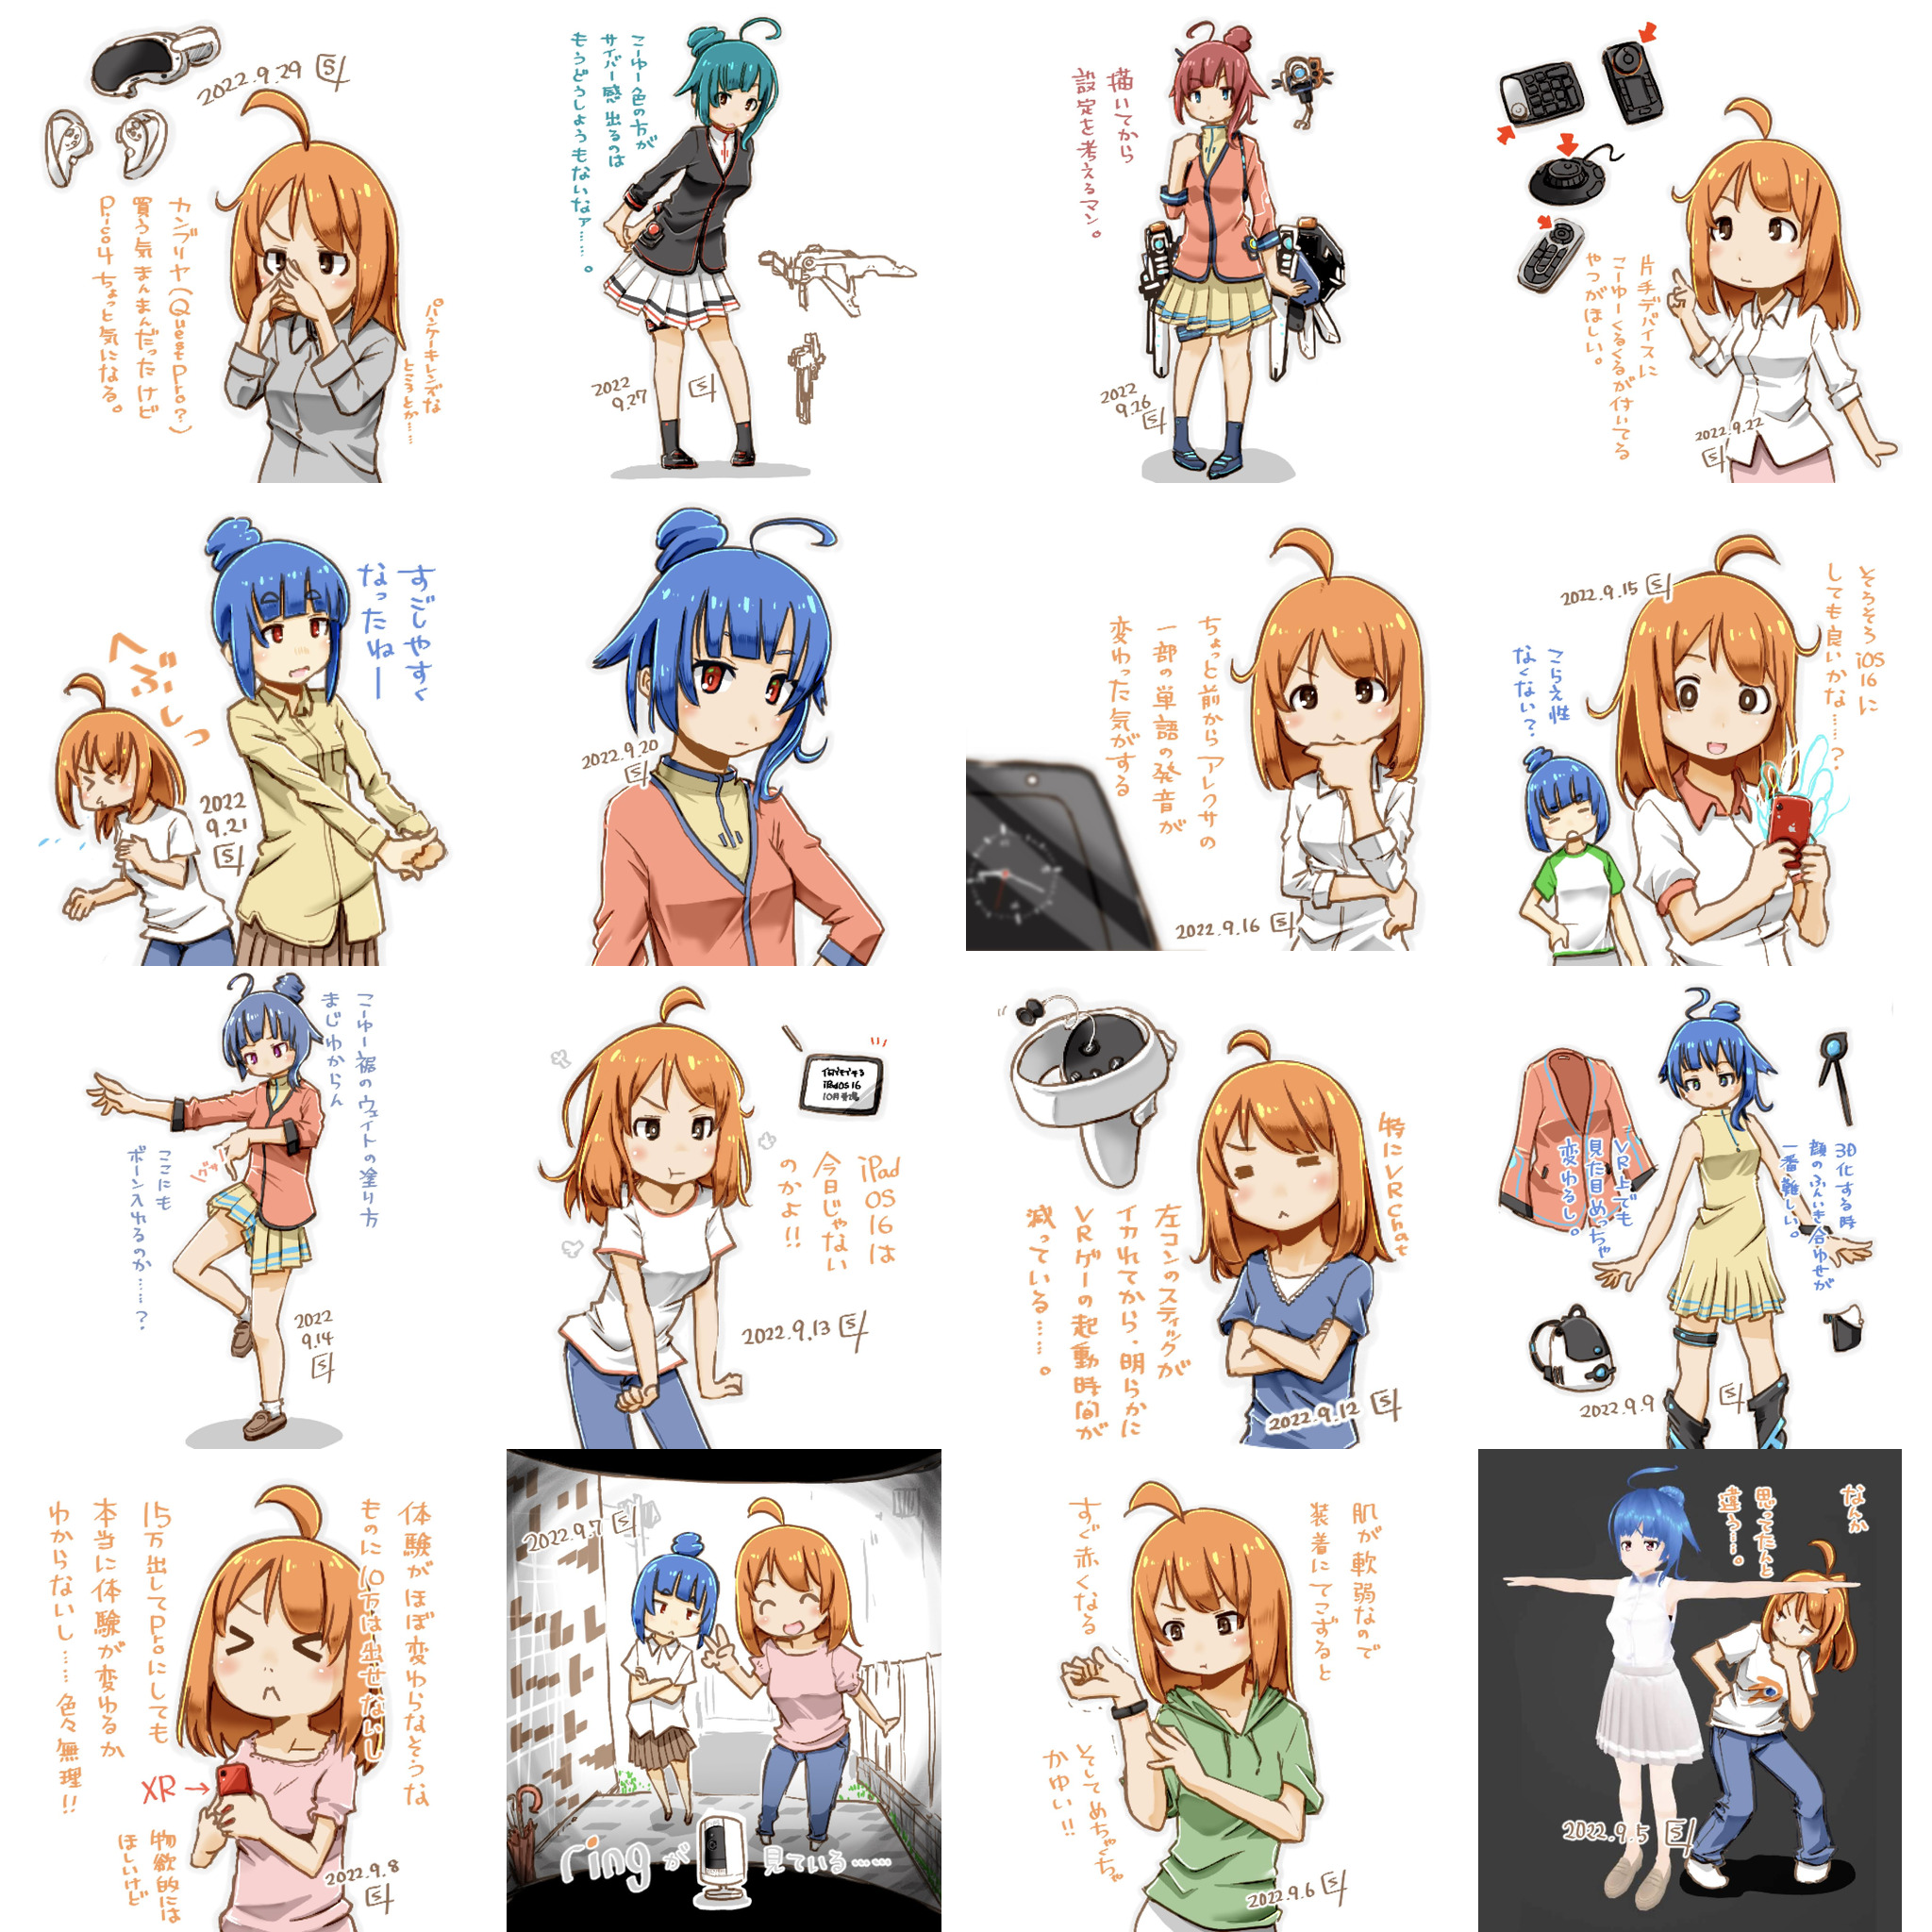 2022.9.29
カンブリヤ(QuestPro?)
買う気まんまんだったけど
Pico4ちょっと気になる。
パンケーキレンズな
ところとか……
こーゆー色の方が
サイバー感出るのは
もうどうしようもないなァ……。
2022
9.27
描いてから
設定を考えるマン。
2022
9.26
片手デバイスに
こーゆーくるくるが付いてる
やつがほしい。
2022.9.22
すごしやすく
なったねー
へぶしっ
2022
9.21
2022.9.20
ちょっと前からアレクサの
一部の単語の発音が
変わった気がする
2022.9.16
2022.9.15
そろそろiOS16に
しても良いかな……?
こらえ性
なくない?
こーゆー裾のウェイトの塗り方
まじわからん
ここにも
ボーン入れるのか……?
2022
9.14
iPadOS16
10月登場
iPad
OS16は
今日じゃない
のかよ!!
2022.9.13
特にVRChat
左コンのスティックが
イカれてから、明らかに
VRゲーの起動時間が
減っている……。
2022.9.12
3D化する時
顔のふんいき合わせが
一番難しい。
VR上でも
見た目めっちゃ
変わるし。
2022.9.9
体験がほぼ変わらなそうな
ものに10万は出せないし
15万出してProにしても
本当に体験が変わるか
わからないし……色々無理!!
XR→
物欲的には
ほしいけど
2022.9.8
2022.9.7
ringが見ている……
肌が軟弱なので
装着にてこずると
すぐ赤くなる
そしてめちゃくちゃ
かゆい!!
2022.9.6
なんか
思ってたんと
違う……。
2022.9.5